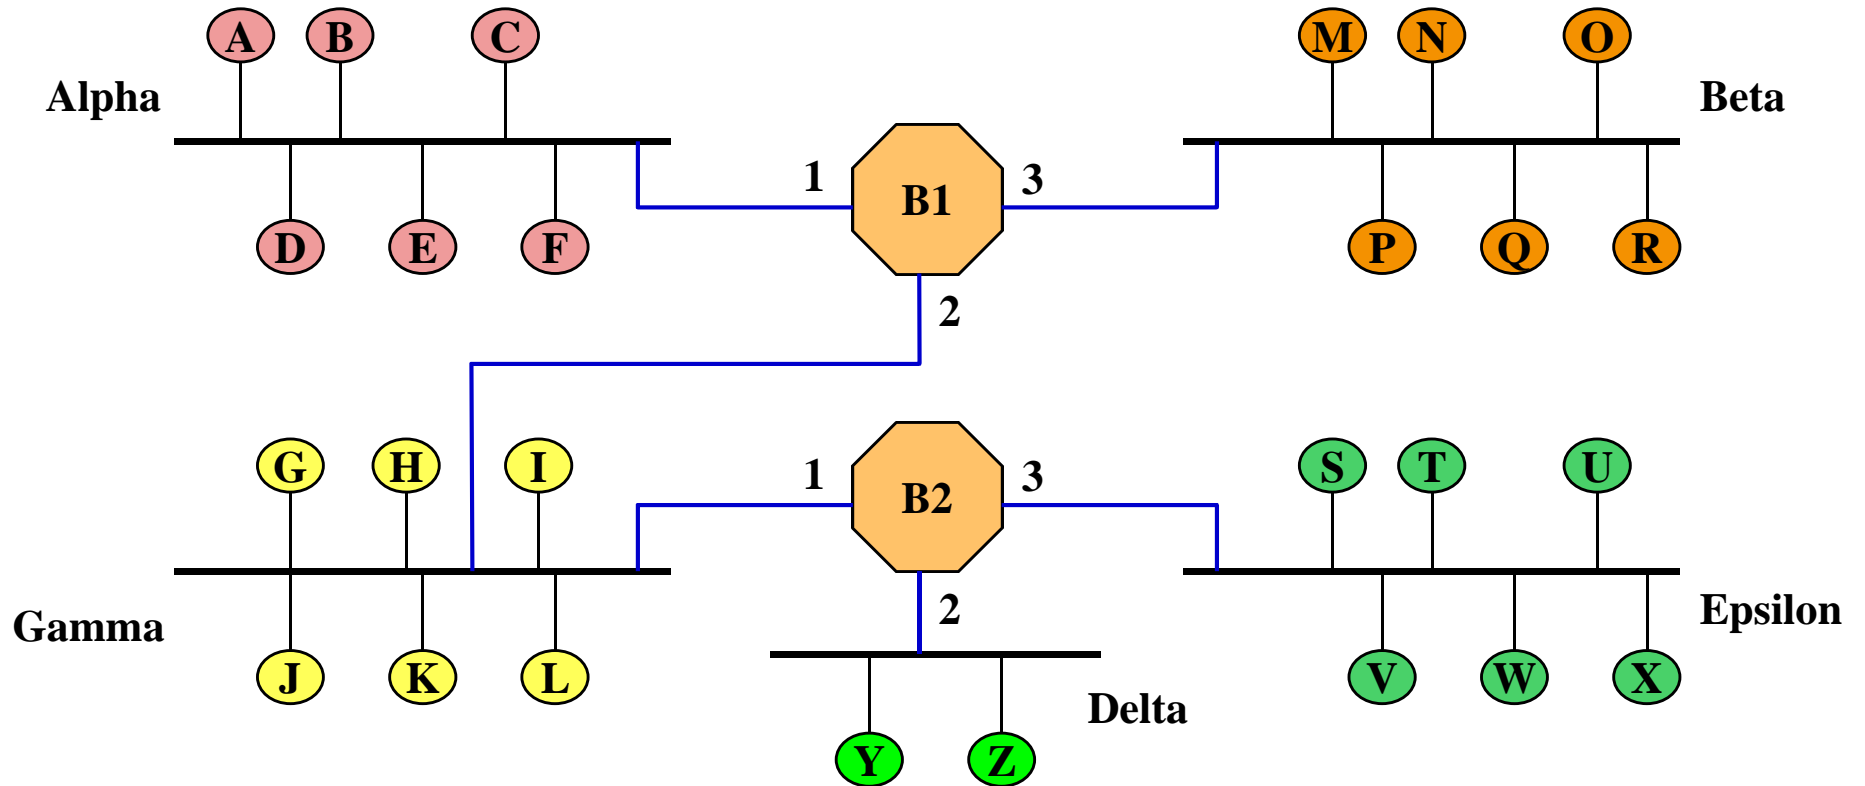 A B C M N O
Alpha Beta
1 B1 3
D E F P Q R
2
G H I 1 B2 3 S T U
2
Gamma Epsilon
J K L V W X
Delta
Y Z